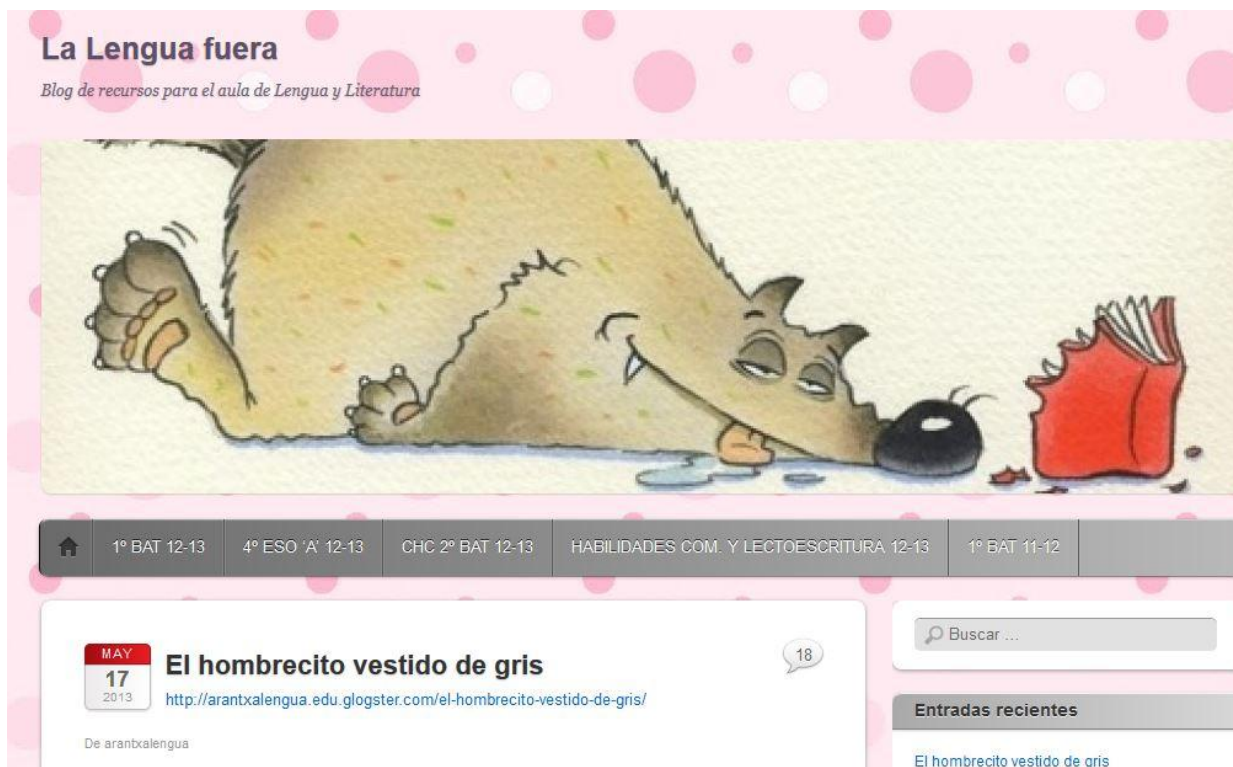 La Lengua fuera
Blog de recursos para el aula de Lengua y Literatura
1º BAT 12-13
4º ESO 'A' 12-13
CHC 2º BAT 12-13
HABILIDADES COM. Y LECTOESCRITURA 12-13
1º BAT 11-12
MAY
17
2013
El hombrecito vestido de gris
18
http://arantxalengua.edu.glogster.com/el-hombrecito-vestido-de-gris/
De arantxalengua
Buscar ...
Entradas recientes
El hombrecito vestido de gris